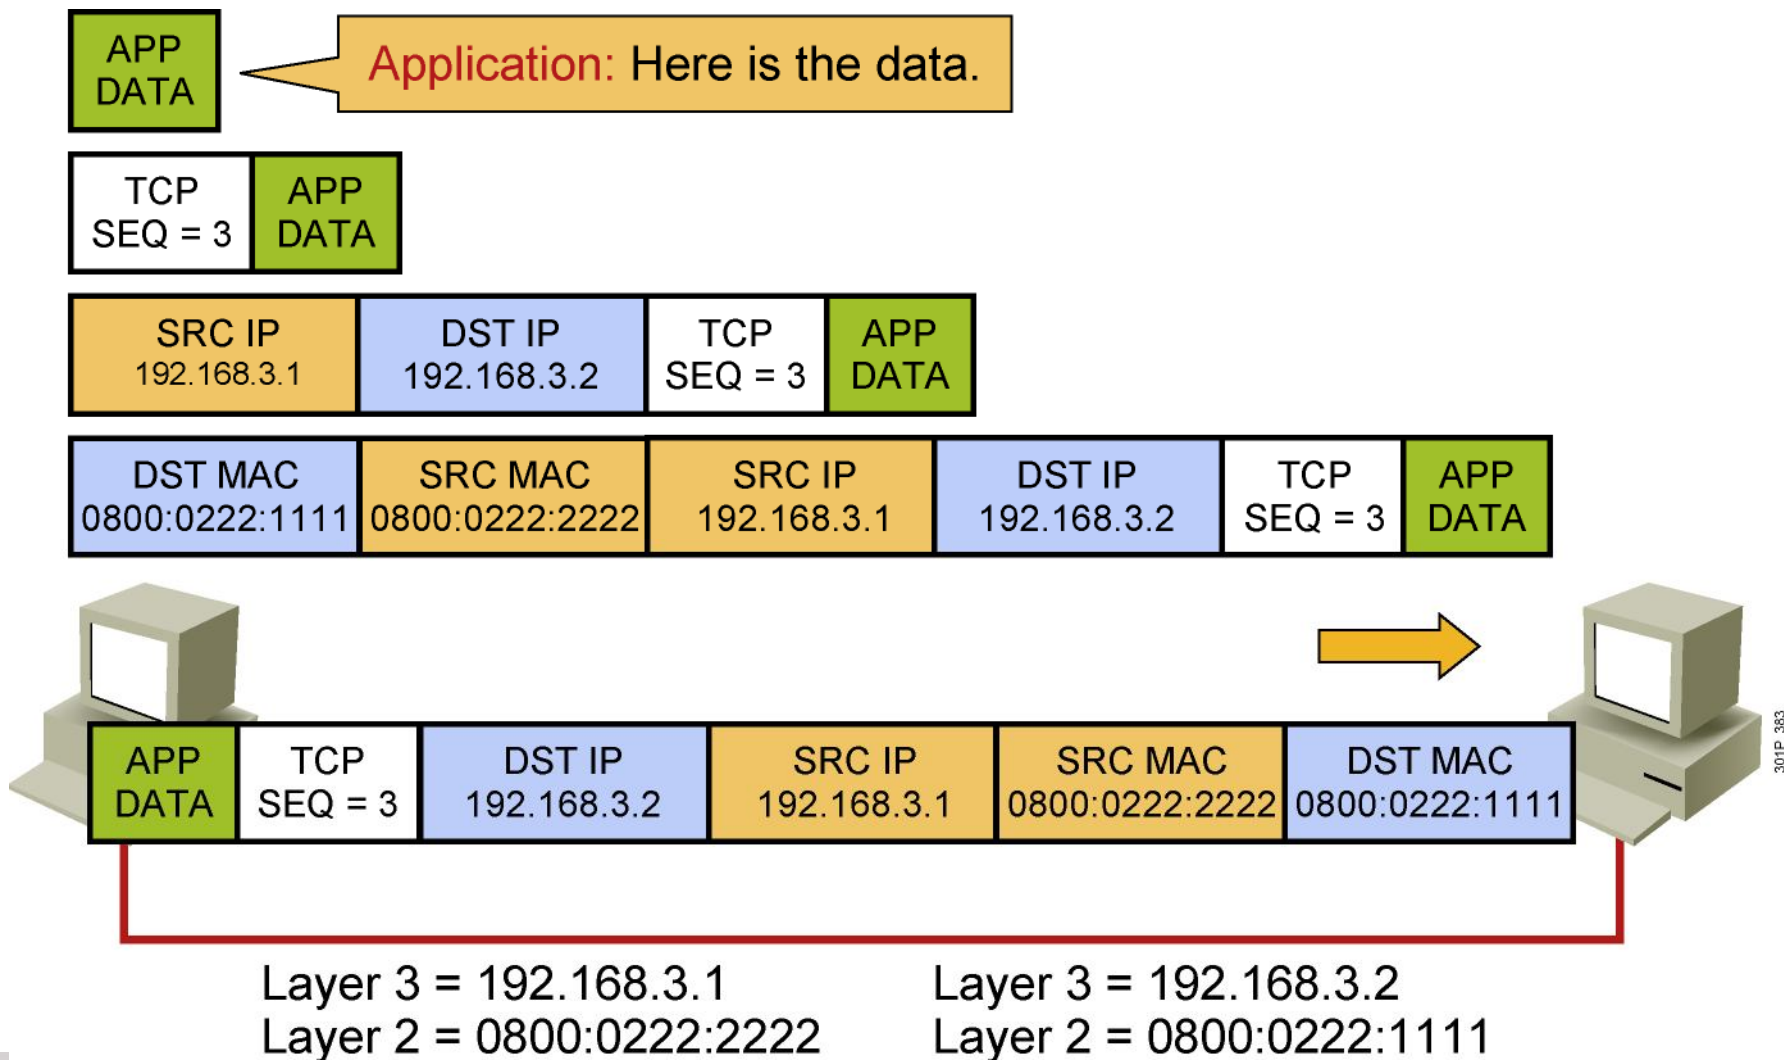 APP
DATA
Application: Here is the data.
TCP
SEQ = 3
APP
DATA
SRC IP
192.168.3.1
DST IP
192.168.3.2
TCP
SEQ = 3
APP
DATA
DST MAC
0800:0222:1111
SRC MAC
0800:0222:2222
SRC IP
192.168.3.1
DST IP
192.168.3.2
TCP
SEQ = 3
APP
DATA
APP
DATA
TCP
SEQ = 3
DST IP
192.168.3.2
SRC IP
192.168.3.1
SRC MAC
0800:0222:2222
DST MAC
0800:0222:1111
301P_383
Layer 3 = 192.168.3.1
Layer 2 = 0800:0222:2222
Layer 3 = 192.168.3.2
Layer 2 = 0800:0222:1111